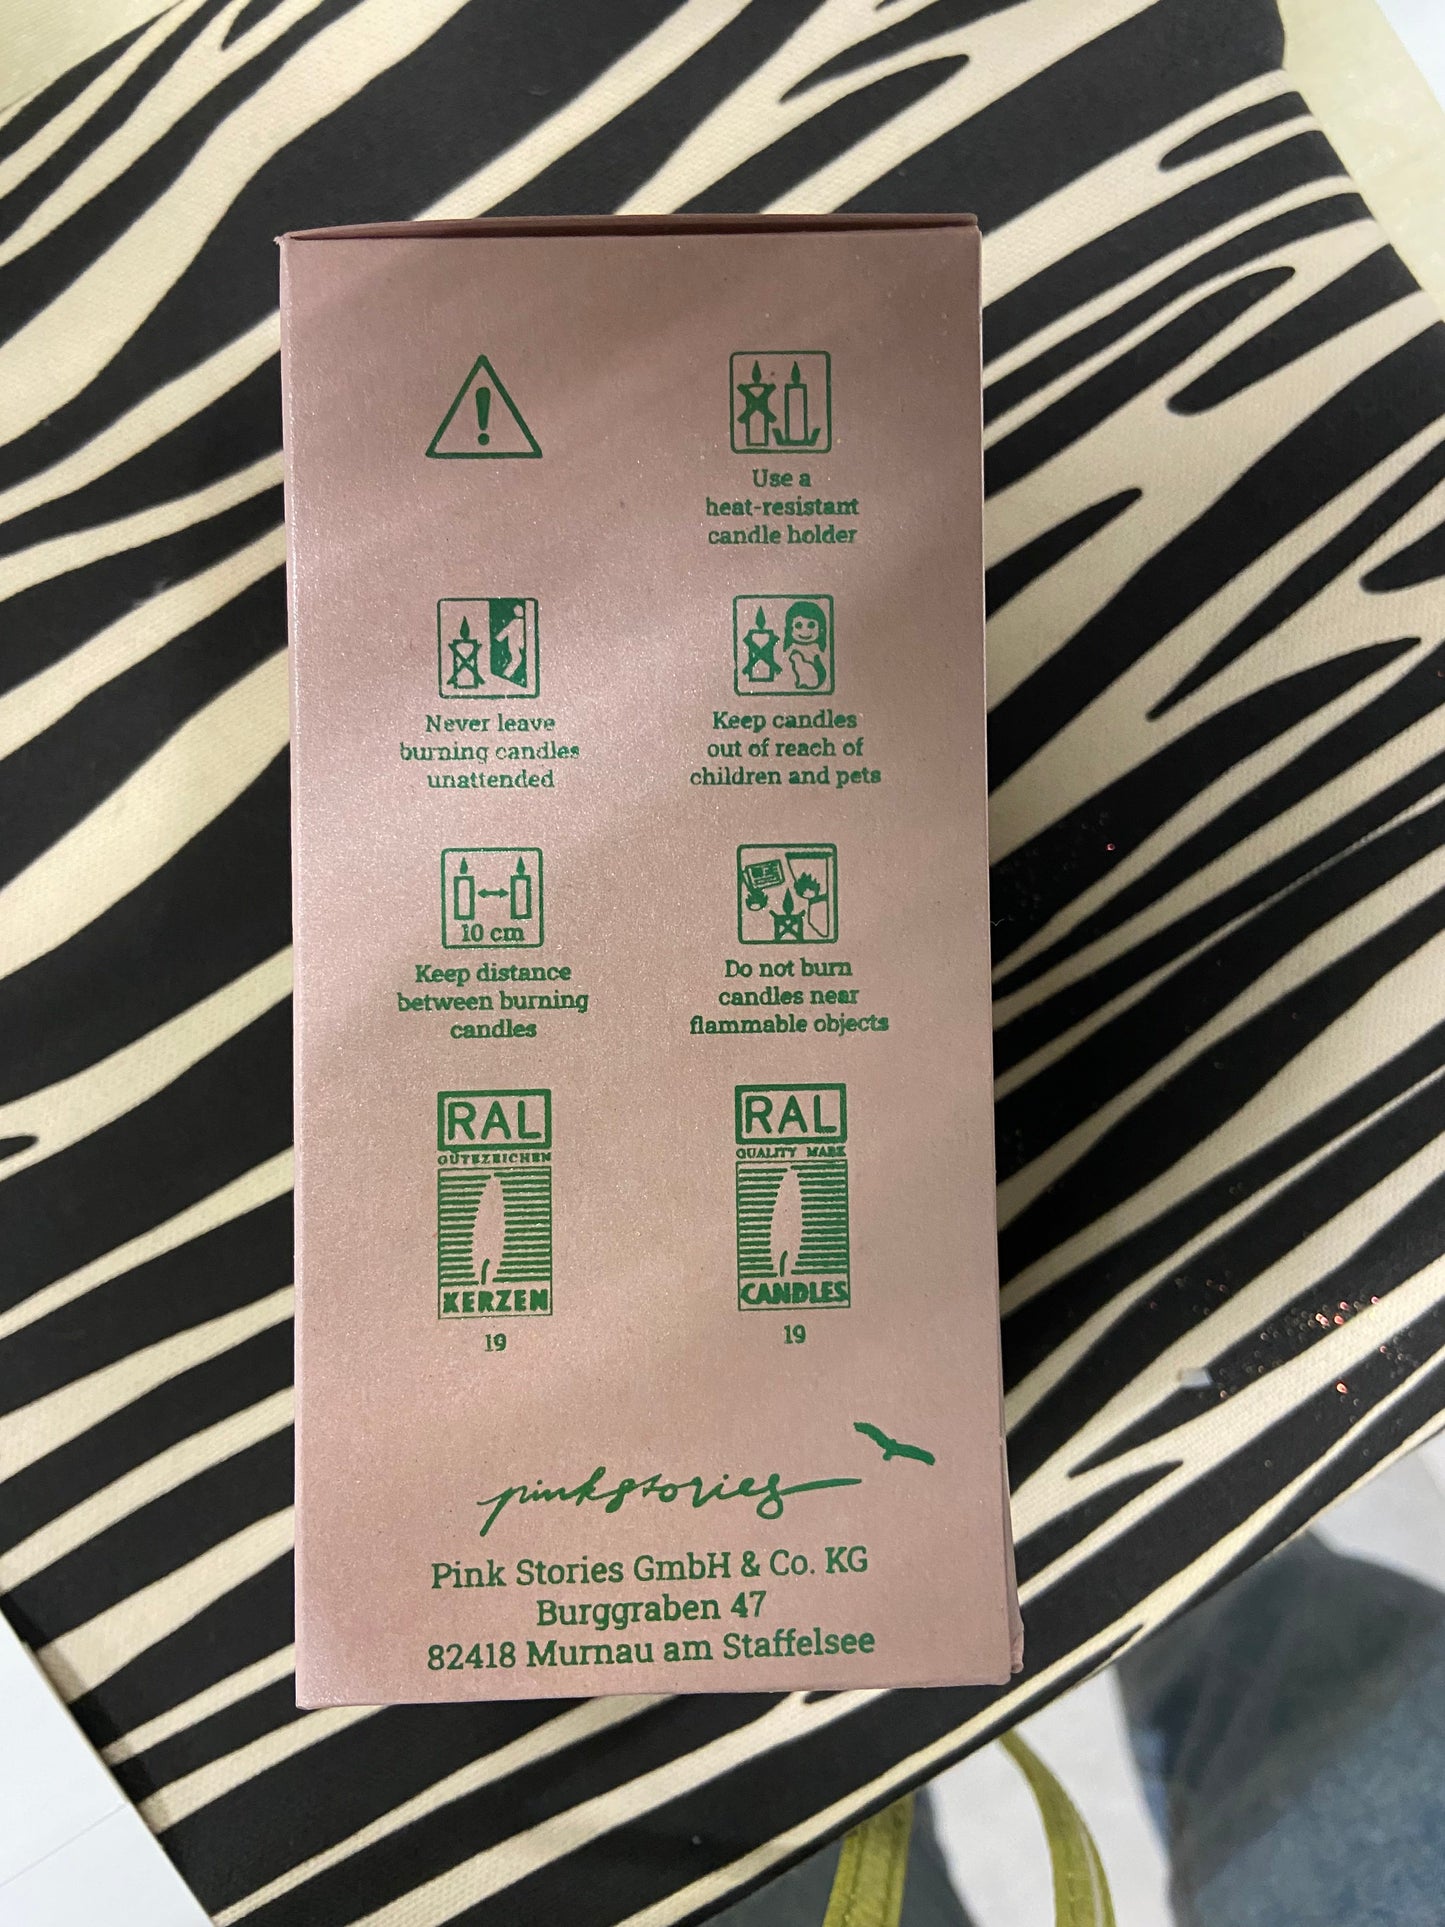 Use a
heat-resistant
candle holder
Never leave
burning candles
unattended
Keep candles
out of reach of
children and pets
10 cm
Keep distance
between burning
candles
Do not burn
candles near
flammable objects
RAL
GÜTEZEICHEN
KERZEN
19
RAL
QUALITY MARK
CANDLES
19
pinkstories
Pink Stories GmbH & Co. KG
Burggraben 47
82418 Murnau am Staffelsee